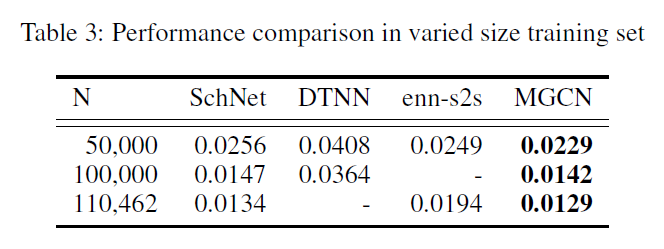 Table 3: Performance comparison in varied size training set
N SchNet DTNN enn-s2s MGCN
50,000 0.0256 0.0408 0.0249 0.0229
100,000 0.0147 0.0364 - 0.0142
110,462 0.0134 - 0.0194 0.0129